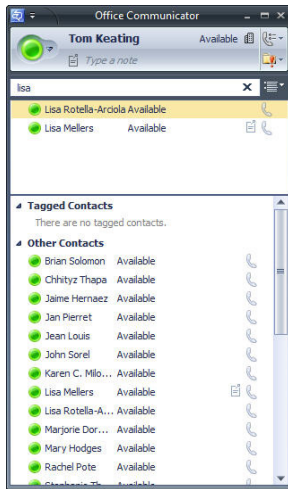 Office Communicator
Tom Keating Available
Type a note
lisa
Lisa Rotella-Arciola Available
Lisa Mellers Available
Tagged Contacts
There are no tagged contacts.
Other Contacts
Brian Solomon Available
Chhityz Thapa Available
Jaime Hernaez Available
Jan Pierret Available
Jean Louis Available
John Sorel Available
Karen C. Milo... Available
Lisa Mellers Available
Lisa Rotella-A... Available
Marjorie Dor... Available
Mary Hodges Available
Rachel Pote Available